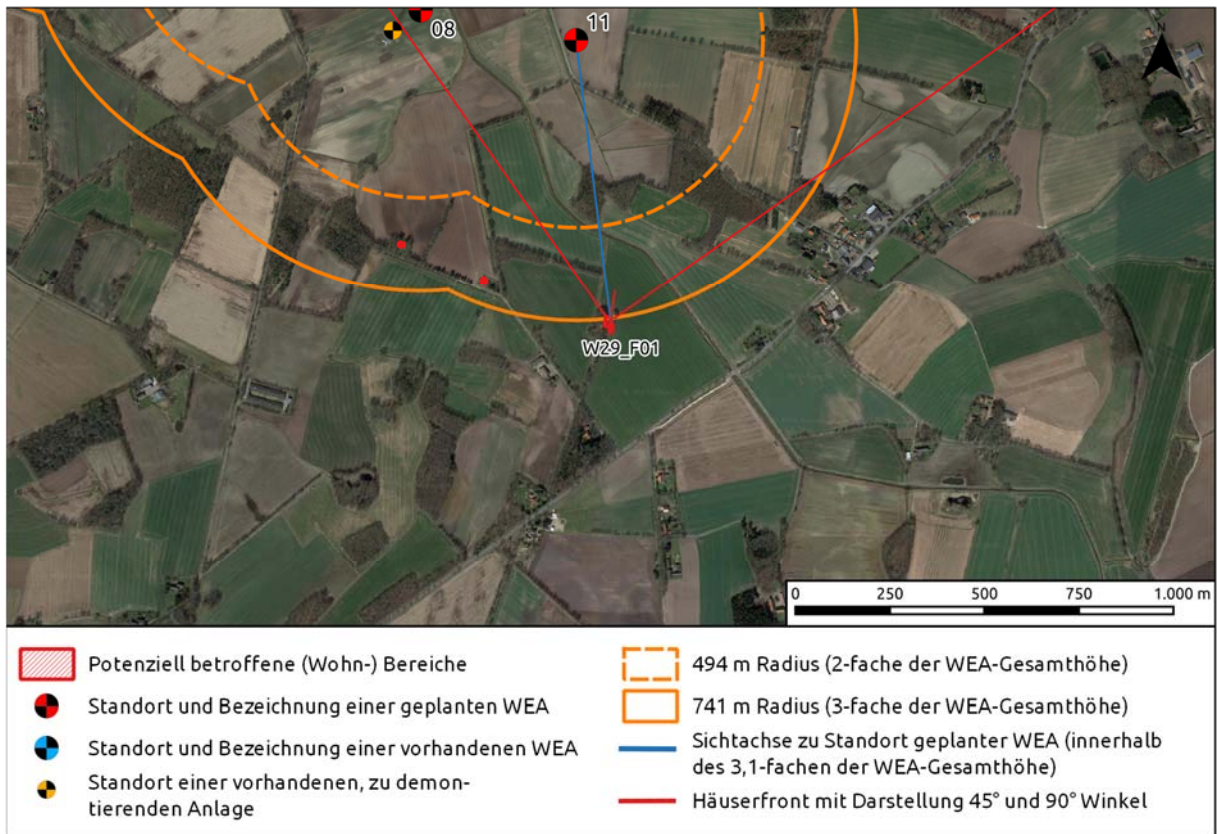 08
11
N
W29_F01
0 250 500 750 1.000 m
Potenziell betroffene (Wohn-) Bereiche
Standort und Bezeichnung einer geplanten WEA
Standort und Bezeichnung einer vorhandenen WEA
Standort einer vorhandenen, zu demon-
tierenden Anlage
494 m Radius (2-fache der WEA-Gesamthöhe)
741 m Radius (3-fache der WEA-Gesamthöhe)
Sichtachse zu Standort geplanter WEA (innerhalb
des 3,1-fachen der WEA-Gesamthöhe)
Häuserfront mit Darstellung 45° und 90° Winkel